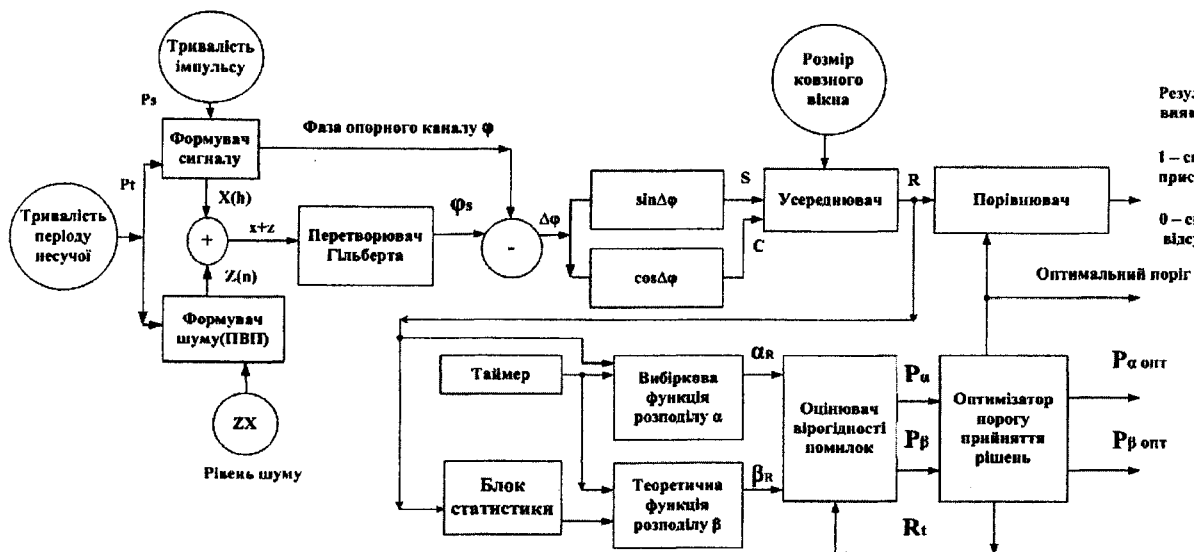 Тривалість
імпульсу
Ps
Формувач
сигналу
Фаза опорного каналу φ
Pt
X(h)
Тривалість
періоду
несучої
+
x+z
Перетворювач
Гільберта
φs
-
Δφ
Z(n)
Формувач
шуму(ПВП)
ZX
Рівень шуму
sinΔφ
cosΔφ
S
C
Розмір
ковзного
вікна
Усереднювач
R
Порівнювач
1 –
0 –
Оптимальний поріг
Таймер
Вибіркова
функція
розподілу α
αR
Блок
статистики
Теоретична
функція
розподілу β
βR
Оцінювач
вірогідності
помилок
Pα
Pβ
Rt
Оптимізатор
порогу
прийняття
рішень
Pα опт
Pβ опт